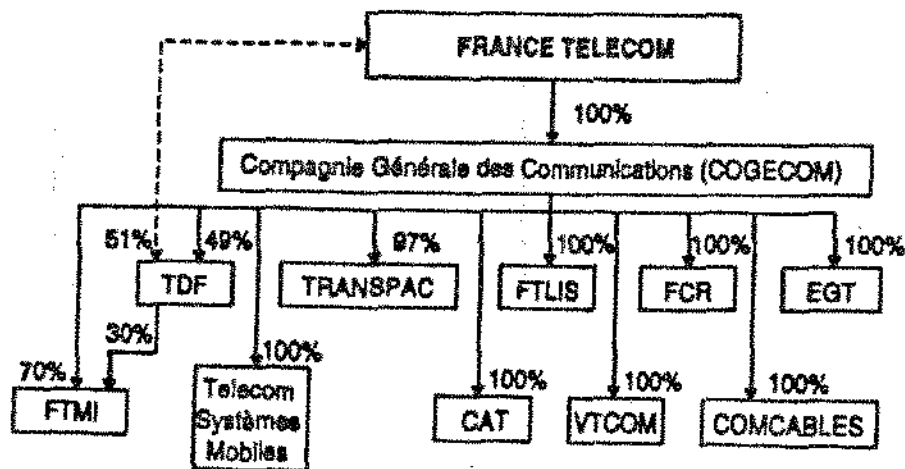 FRANCE TELECOM
100%
Compagnie Générale des Communications (COGECOM)
51% 49% 97% 100% 100% 100%
TDF TRANSPAC FTLIS FCR EGT
30%
70% 100% 100% 100% 100%
FTMI Telecom Systèmes Mobiles CAT VTCOM COMCABLES